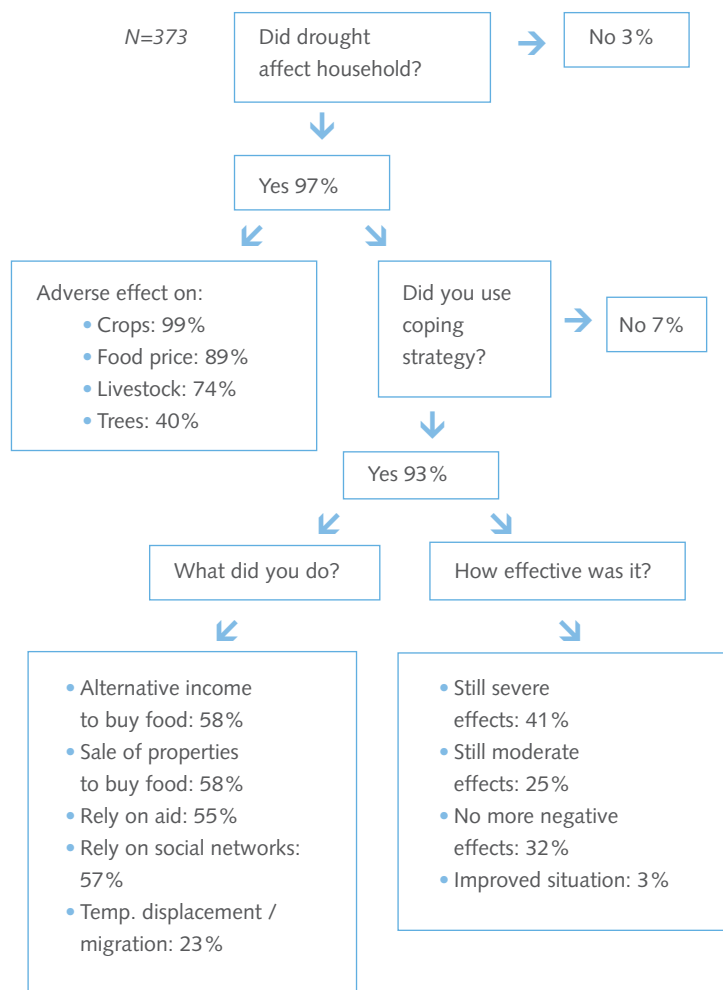 N=373
Did drought
affect household?
No 3%
Yes 97%
Adverse effect on:
• Crops: 99%
• Food price: 89%
• Livestock: 74%
• Trees: 40%
Did you use
coping
strategy?
No 7%
Yes 93%
What did you do?
How effective was it?
• Alternative income
to buy food: 58%
• Sale of properties
to buy food: 58%
• Rely on aid: 55%
• Rely on social networks:
57%
• Temp. displacement /
migration: 23%
• Still severe
effects: 41%
• Still moderate
effects: 25%
• No more negative
effects: 32%
• Improved situation: 3%